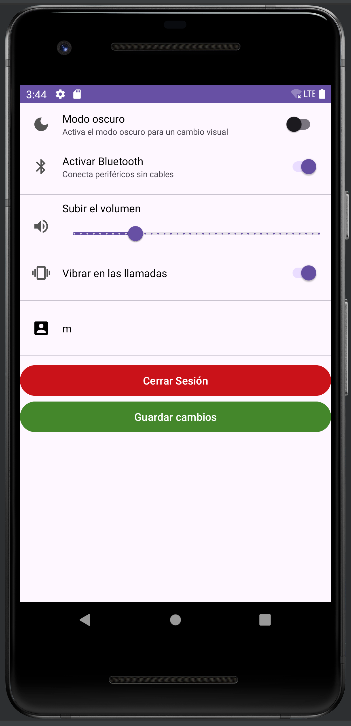 3:44
LTE
Modo oscuro
Activa el modo oscuro para un cambio visual
Activar Bluetooth
Conecta periféricos sin cables
Subir el volumen
Vibrar en las llamadas
m
Cerrar Sesión
Guardar cambios